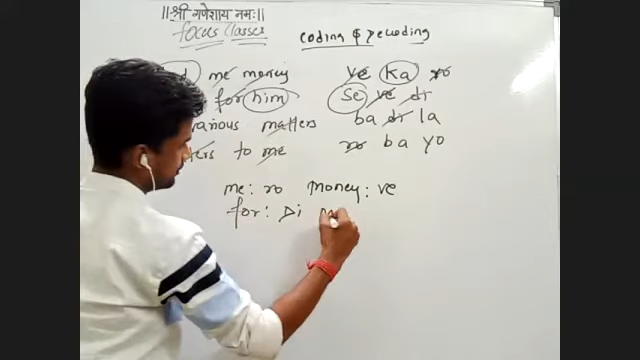 ||श्री गणेशाय नमः||
focus Classes
Coding & Decoding
me money ve ka ro
for him se ve di
various matters ba di la
to me ro ba yo
me: ro money: ve
for: Di